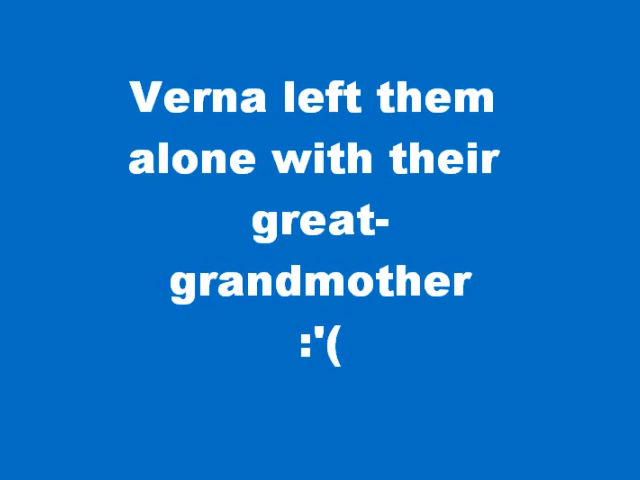 Verna left them
alone with their
great-
grandmother
:'(